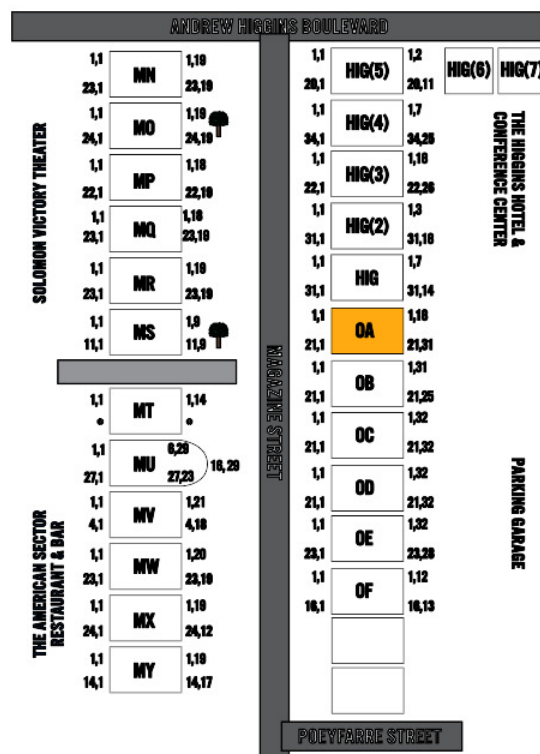 ANDREW HIGGINS BOULEVARD
1,1 MN 1,19
23,1 23,19
1,1 MO 1,19
24,1 24,19
1,1 MP 1,18
22,1 22,19
1,1 MQ 1,18
23,1 23,19
1,1 MR 1,19
23,1 23,19
1,1 MS 1,9
11,1 11,9
1,1 MT 1,14
1,1 MU 6,29
27,1 27,23 16,29
1,1 MV 1,21
4,1 4,18
1,1 MW 1,20
23,1 23,19
1,1 MX 1,19
24,1 24,12
1,1 MY 1,19
14,1 14,17
SOLOMON VICTORY THEATER
THE AMERICAN SECTOR
RESTAURANT & BAR
MAGAZINE STREET
1,1 HIG(5) 1,2
20,1 20,11
HIG(6) HIG(7)
1,1 HIG(4) 1,7
34,1 34,25
1,1 HIG(3) 1,16
22,1 22,26
1,1 HIG(2) 1,3
31,1 31,16
1,1 HIG 1,7
31,1 31,14
1,1 OA 1,18
21,1 21,31
1,1 OB 1,31
21,1 21,25
1,1 OC 1,32
21,1 21,32
1,1 OD 1,32
21,1 21,32
1,1 OE 1,32
23,1 23,28
1,1 OF 1,12
16,1 16,13
THE HIGGINS HOTEL &
CONFERENCE CENTER
PARKING GARAGE
POEYFARRE STREET